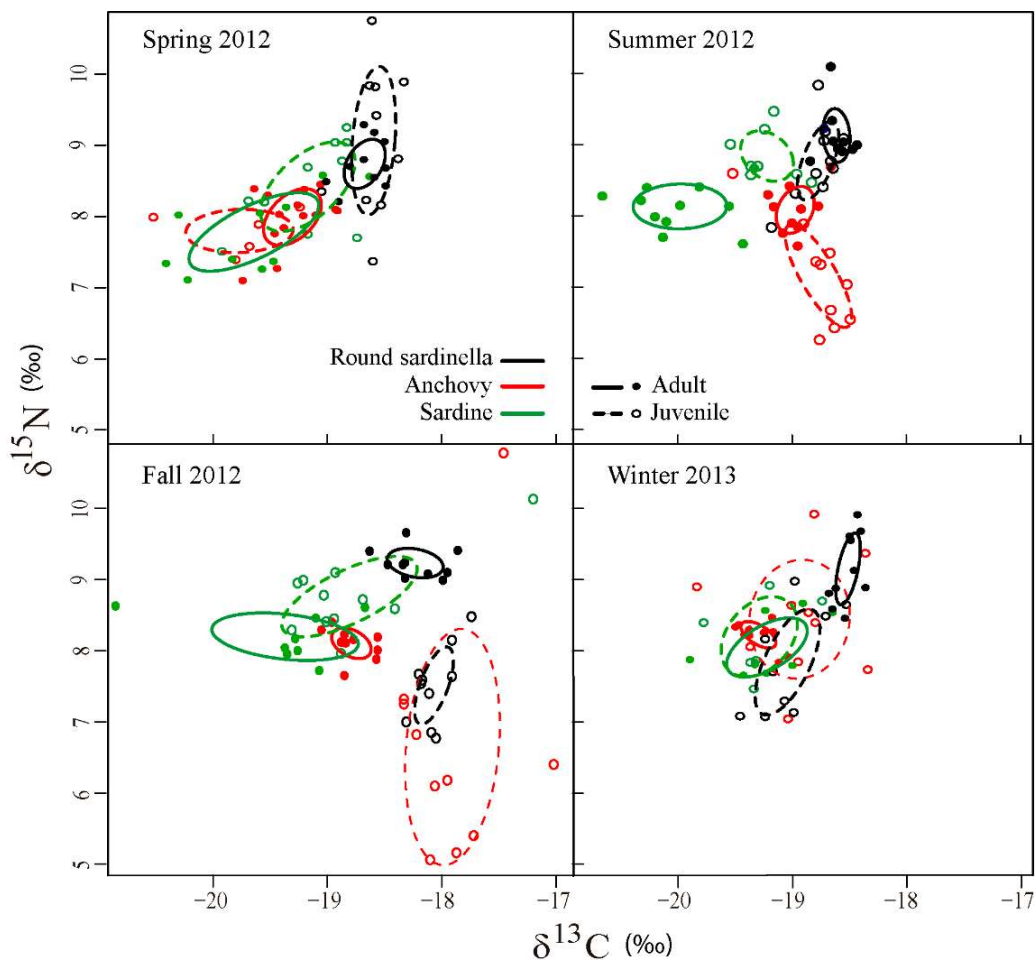 Spring 2012
Summer 2012
10
9
8
7
6
5
Round sardinella
Anchovy
Sardine
Adult
Juvenile
δ15N (‰)
Fall 2012
Winter 2013
10
9
8
7
6
5
−20 −19 −18 −17 −20 −19 −18 −17
δ13C (‰)